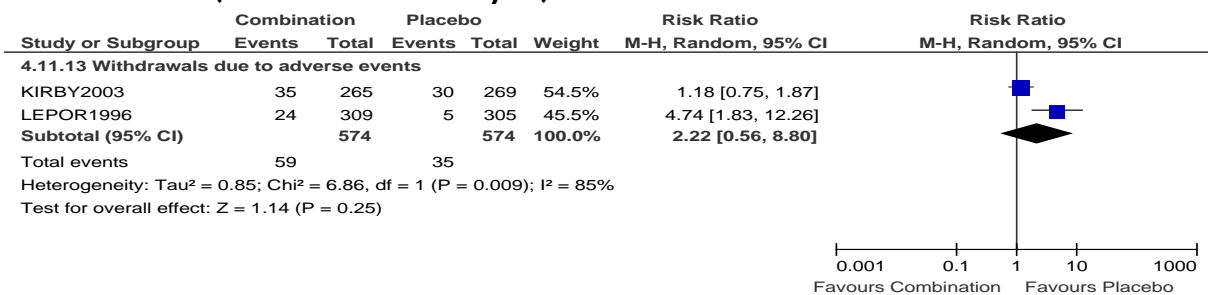 Combination Placebo Risk Ratio Risk Ratio
Study or Subgroup Events Total Events Total Weight M-H, Random, 95% CI M-H, Random, 95% CI
4.11.13 Withdrawals due to adverse events
KIRBY2003 35 265 30 269 54.5% 1.18 [0.75, 1.87]
LEPOR1996 24 309 5 305 45.5% 4.74 [1.83, 12.26]
Subtotal (95% CI) 574 574 100.0% 2.22 [0.56, 8.80]
Total events 59 35
Heterogeneity: Tau² = 0.85; Chi² = 6.86, df = 1 (P = 0.009); I² = 85%
Test for overall effect: Z = 1.14 (P = 0.25)
0.001 0.1 1 10 1000
Favours Combination Favours Placebo